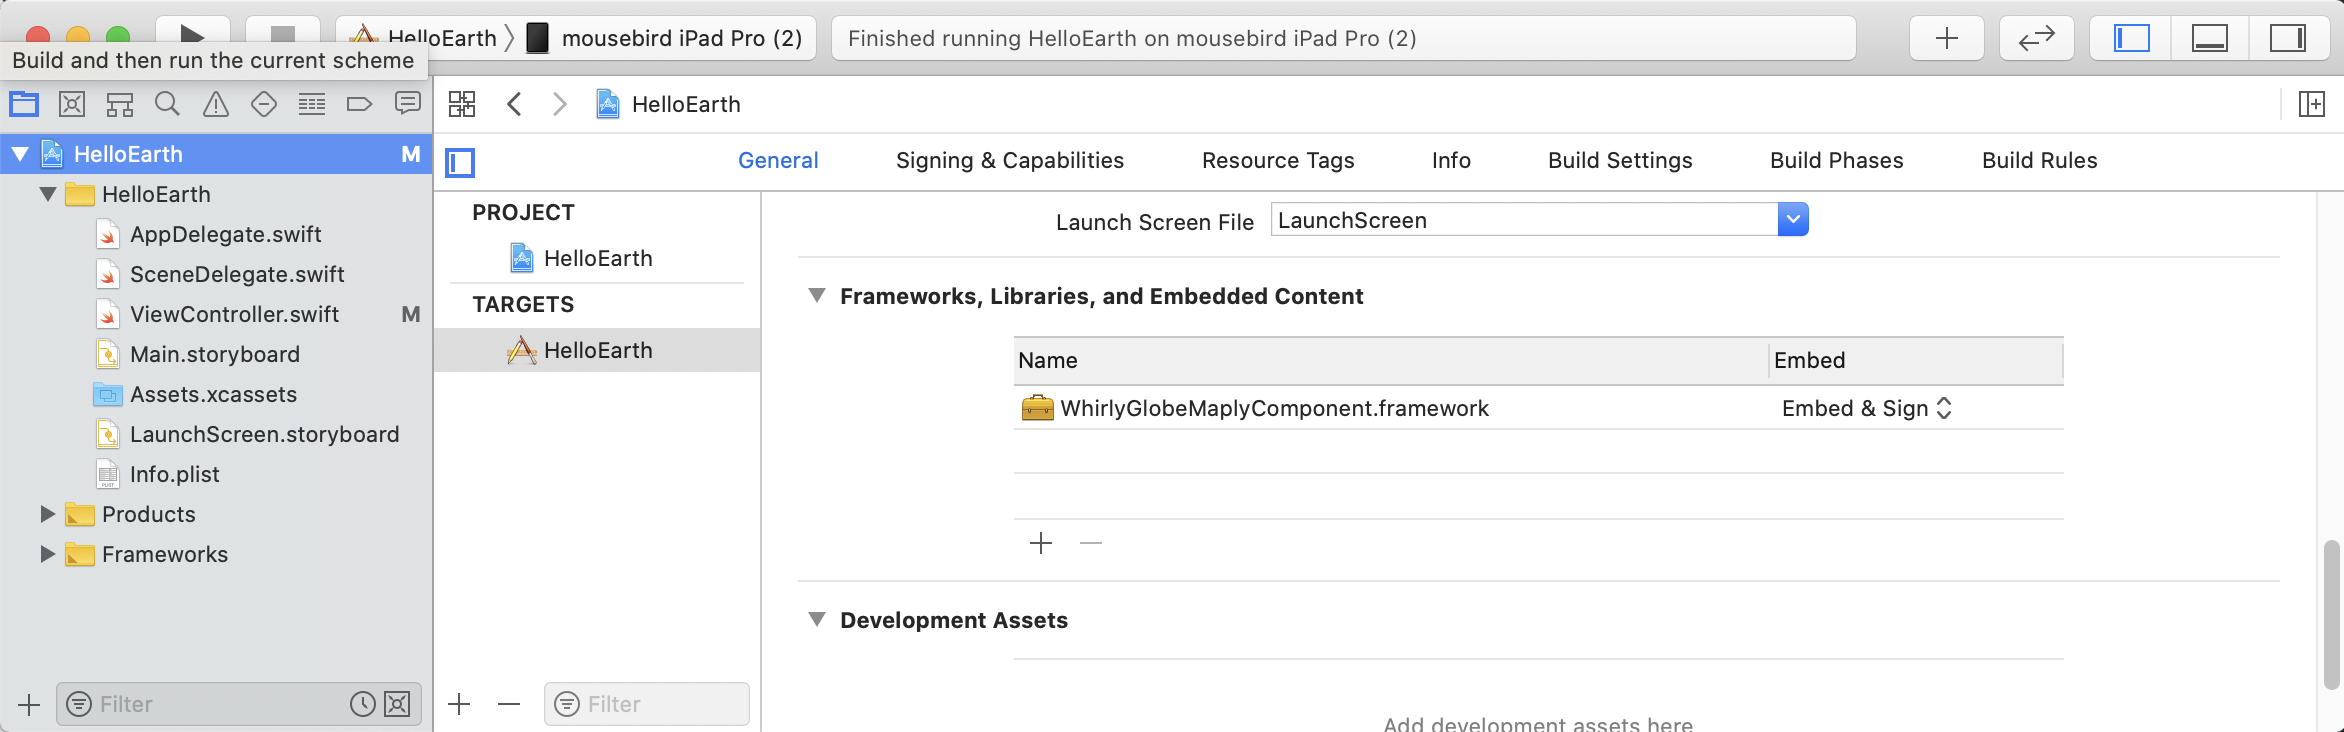 HelloEarth mousebird iPad Pro (2) Finished running HelloEarth on mousebird iPad Pro (2)
Build and then run the current scheme
HelloEarth
HelloEarth M
General Signing & Capabilities Resource Tags Info Build Settings Build Phases Build Rules
HelloEarth
AppDelegate.swift
SceneDelegate.swift
ViewController.swift M
Main.storyboard
Assets.xcassets
LaunchScreen.storyboard
Info.plist
Products
Frameworks
Filter
PROJECT
HelloEarth
TARGETS
HelloEarth
Filter
Launch Screen File LaunchScreen
Frameworks, Libraries, and Embedded Content
Name Embed
WhirlyGlobeMaplyComponent.framework Embed & Sign
Development Assets
Add development assets here